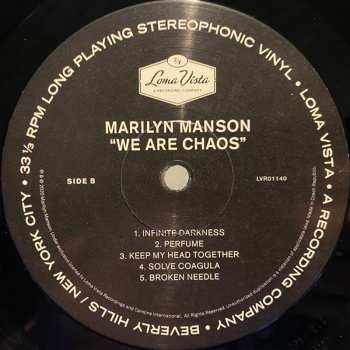 Loma Vista
A RECORDING COMPANY
MARILYN MANSON
"WE ARE CHAOS"
SIDE B
LVR01140
1. INFINITE DARKNESS
2. PERFUME
3. KEEP MY HEAD TOGETHER
4. SOLVE COAGULA
5. BROKEN NEEDLE
33 1/3 RPM LONG PLAYING STEREOPHONIC VINYL • LOMA VISTA • A RECORDING COMPANY • BEVERLY HILLS / NEW YORK CITY •